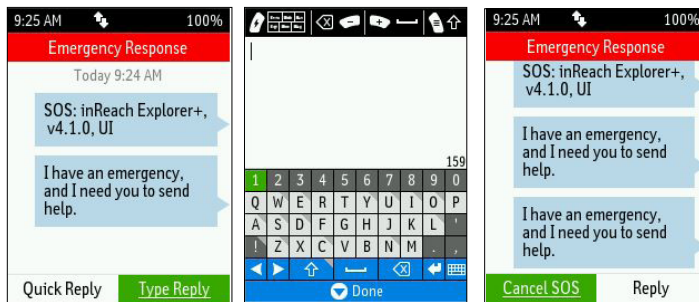 9:25 AM 100%
Emergency Response
Today 9:24 AM
SOS: inReach Explorer+,
v4.1.0, UI
I have an emergency,
and I need you to send
help.
Quick Reply Type Reply
159
1 2 3 4 5 6 7 8 9 0
Q W E R T Y U I O P
A S D F G H J K L '
! Z X C V B N M . ,
Done
9:25 AM 100%
Emergency Response
SOS: inReach Explorer+,
v4.1.0, UI
I have an emergency,
and I need you to send
help.
I have an emergency,
and I need you to send
help.
Cancel SOS Reply